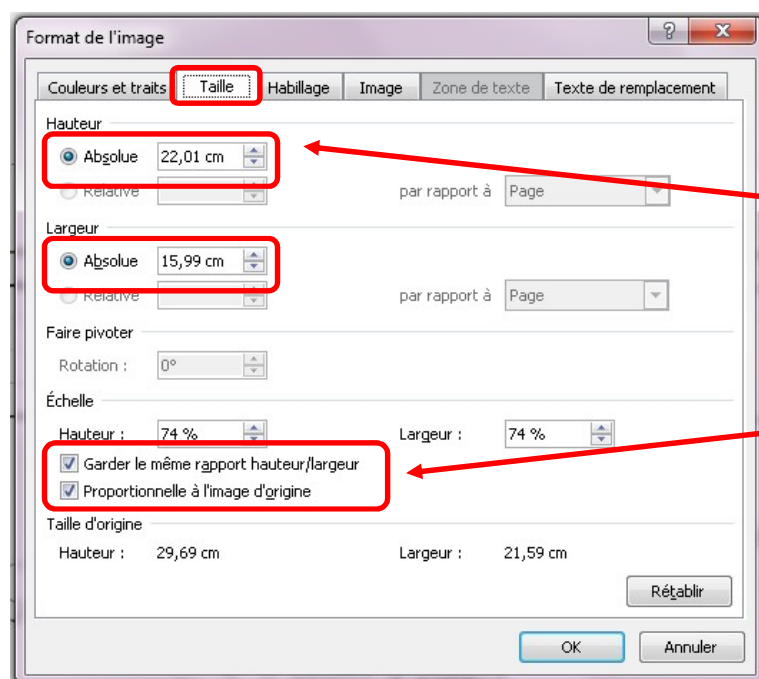 Format de l'image
Couleurs et traits Taille Habillage Image Zone de texte Texte de remplacement
Hauteur
Absolue 22,01 cm
Relative par rapport à Page
Largeur
Absolue 15,99 cm
Relative par rapport à Page
Faire pivoter
Rotation : 0°
Échelle
Hauteur : 74 % Largeur : 74 %
Garder le même rapport hauteur/largeur
Proportionnelle à l'image d'origine
Taille d'origine
Hauteur : 29,69 cm Largeur : 21,59 cm
Rétablir
OK Annuler